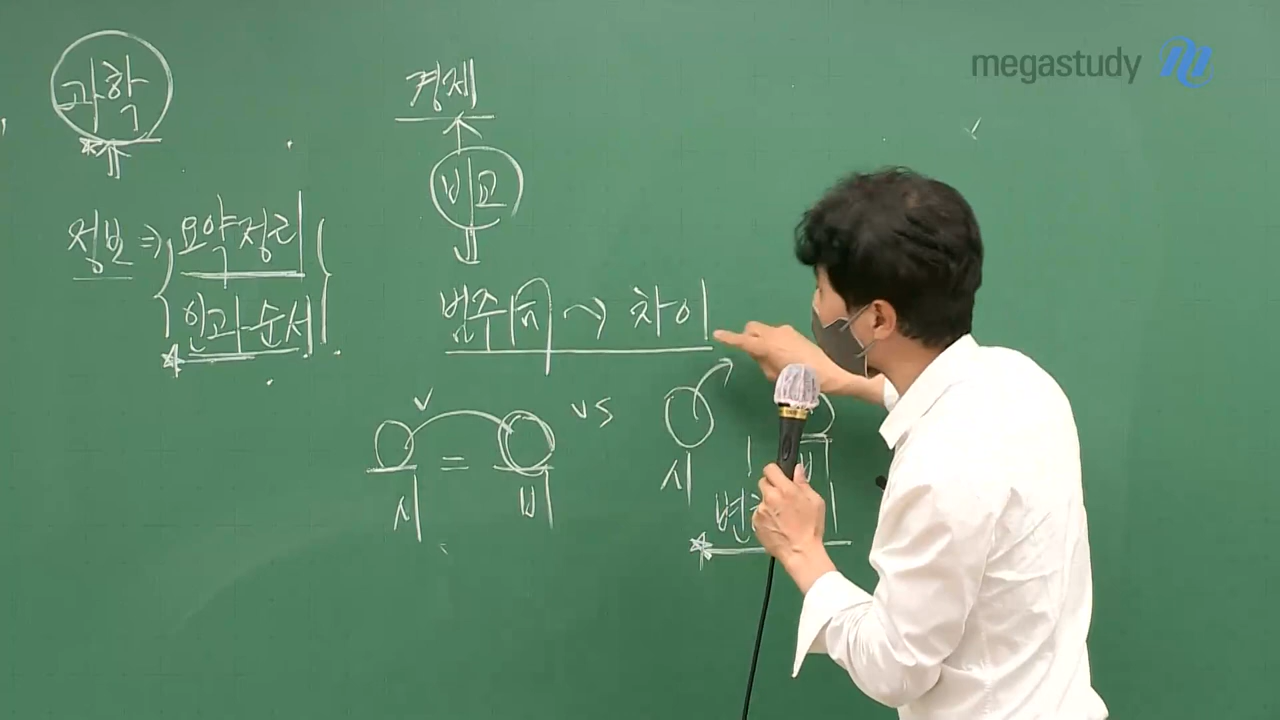 megastudy
과학
정보 ⇒ { 요약정리
인과-순서 }
경제
비교
범주 同 → 차이
시 = 비
vs
시
비